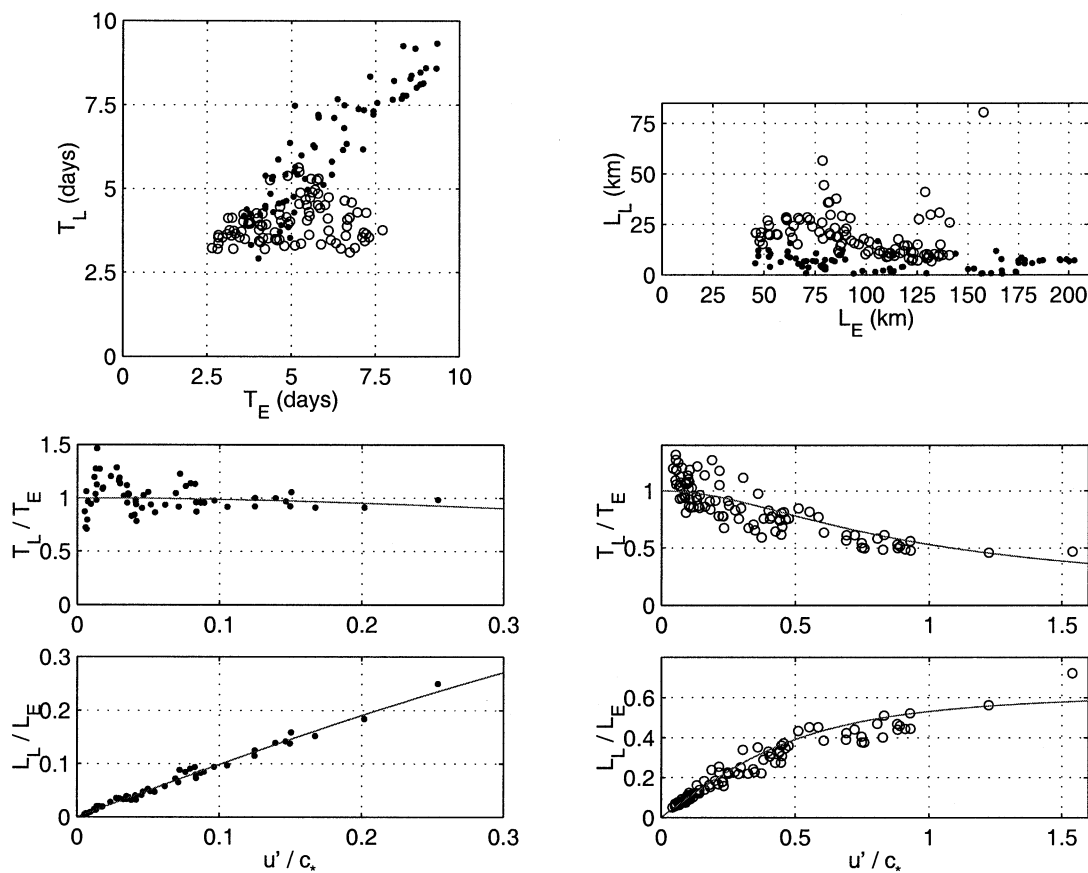 10
7.5
5
2.5
0
T_L (days)
0 2.5 5 7.5 10
T_E (days)
75
50
25
0
L_L (km)
0 25 50 75 100 125 150 175 200
L_E (km)
1.5
1
0.5
0
T_L / T_E
0 0.1 0.2 0.3
1
0.5
0
T_L / T_E
0 0.5 1 1.5
0.3
0.2
0.1
0
L_L / L_E
0 0.1 0.2 0.3
u' / c_*
0.6
0.4
0.2
0
L_L / L_E
0 0.5 1 1.5
u' / c_*